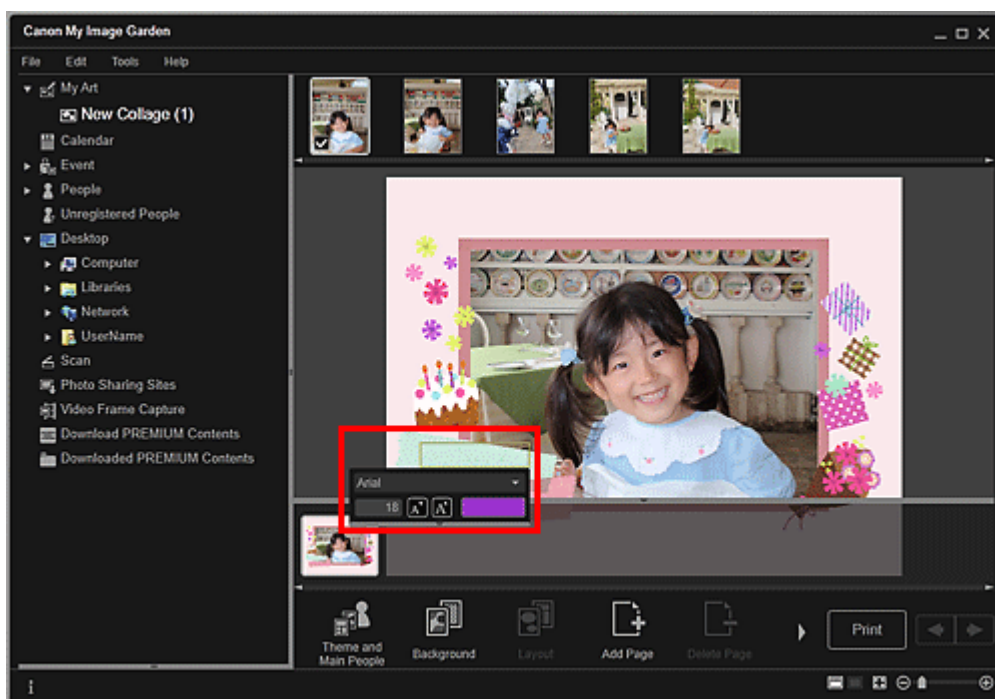 Canon My Image Garden
File Edit Tools Help
My Art
New Collage (1)
Calendar
Event
People
Unregistered People
Desktop
Computer
Libraries
Network
UserName
Scan
Photo Sharing Sites
Video Frame Capture
Download PREMIUM Contents
Downloaded PREMIUM Contents
Arial
18 A A
Theme and
Main People
Background
Layout
Add Page
Delete Page
Print
i